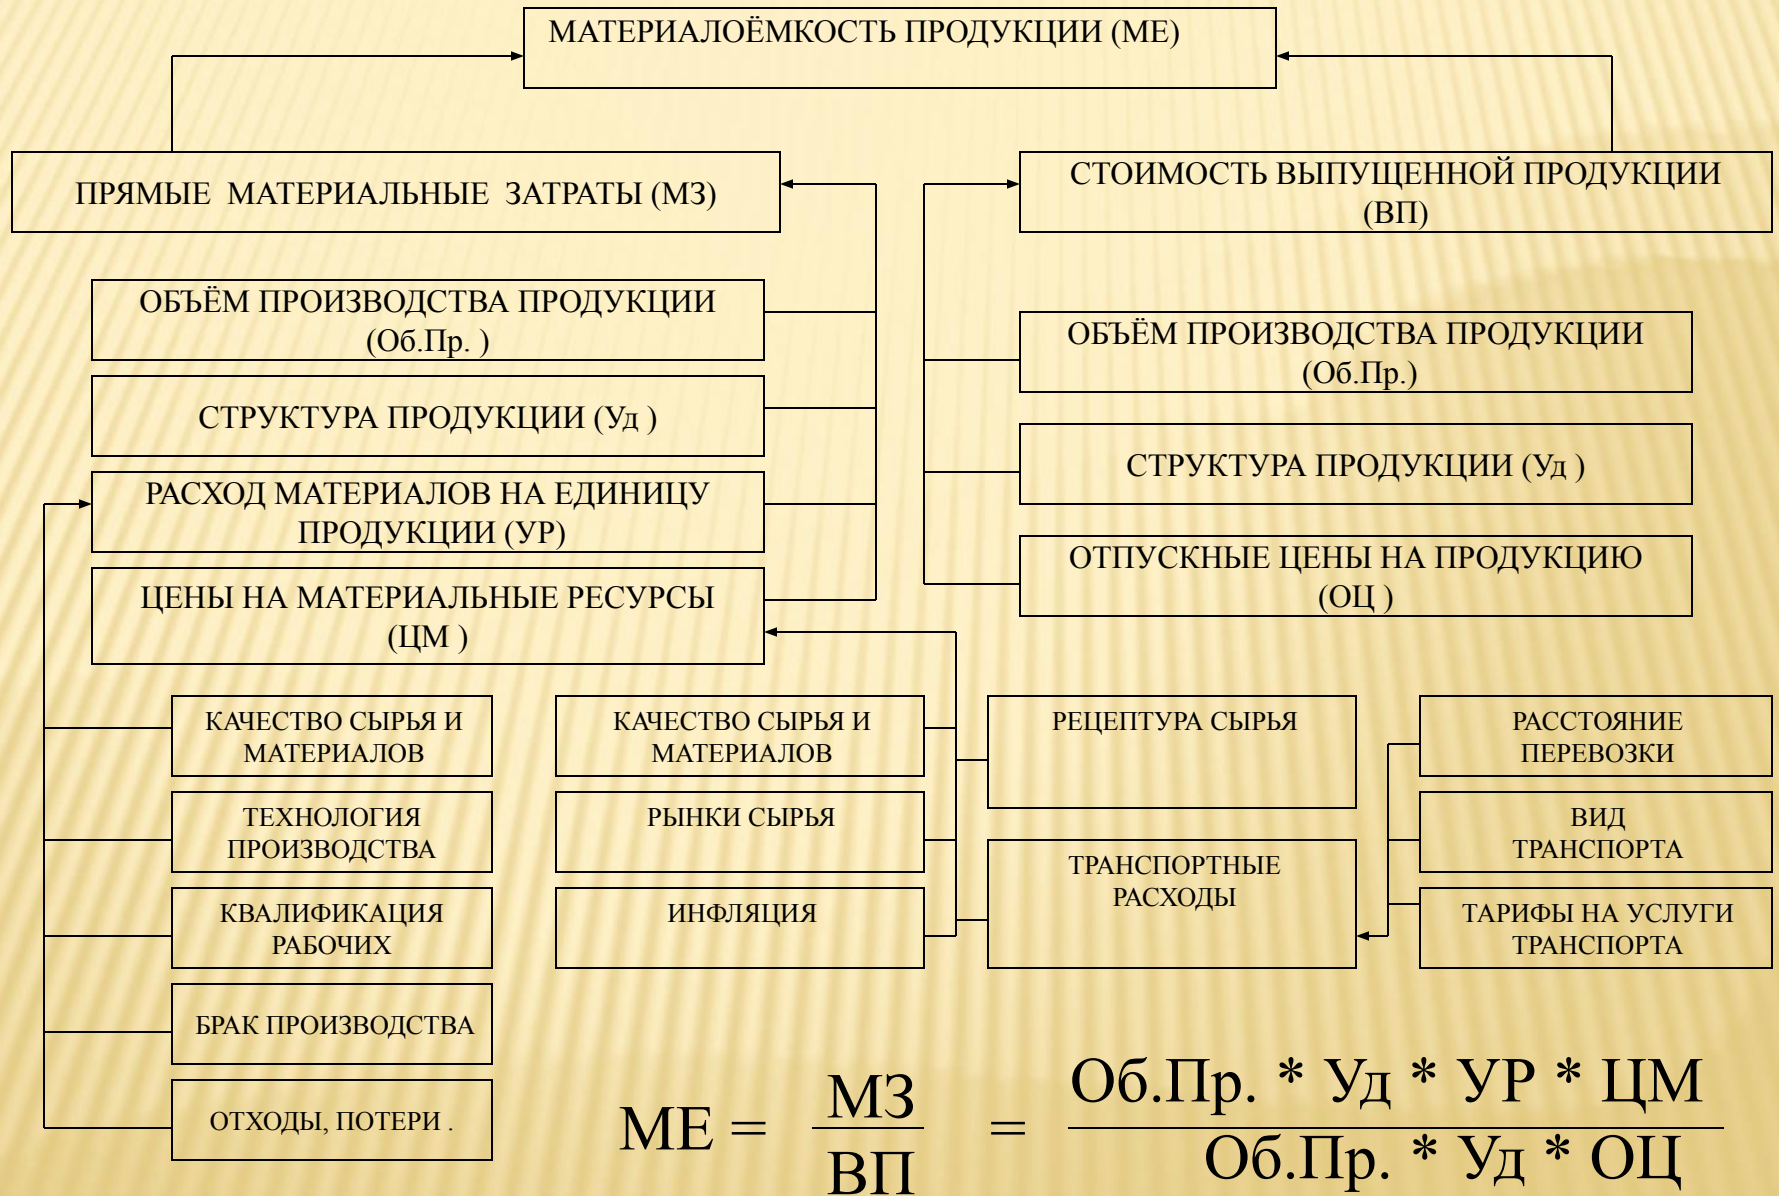 МАТЕРИАЛОЁМКОСТЬ ПРОДУКЦИИ (МЕ)
ПРЯМЫЕ МАТЕРИАЛЬНЫЕ ЗАТРАТЫ (МЗ)
СТОИМОСТЬ ВЫПУЩЕННОЙ ПРОДУКЦИИ
(ВП)
ОБЪЁМ ПРОИЗВОДСТВА ПРОДУКЦИИ
(Об.Пр. )
СТРУКТУРА ПРОДУКЦИИ (Уд )
РАСХОД МАТЕРИАЛОВ НА ЕДИНИЦУ
ПРОДУКЦИИ (УР)
ЦЕНЫ НА МАТЕРИАЛЬНЫЕ РЕСУРСЫ
(ЦМ )
ОБЪЁМ ПРОИЗВОДСТВА ПРОДУКЦИИ
(Об.Пр.)
СТРУКТУРА ПРОДУКЦИИ (Уд )
ОТПУСКНЫЕ ЦЕНЫ НА ПРОДУКЦИЮ
(ОЦ )
КАЧЕСТВО СЫРЬЯ И
МАТЕРИАЛОВ
ТЕХНОЛОГИЯ
ПРОИЗВОДСТВА
КВАЛИФИКАЦИЯ
РАБОЧИХ
БРАК ПРОИЗВОДСТВА
ОТХОДЫ, ПОТЕРИ .
КАЧЕСТВО СЫРЬЯ И
МАТЕРИАЛОВ
РЫНКИ СЫРЬЯ
ИНФЛЯЦИЯ
РЕЦЕПТУРА СЫРЬЯ
ТРАНСПОРТНЫЕ
РАСХОДЫ
РАССТОЯНИЕ
ПЕРЕВОЗКИ
ВИД
ТРАНСПОРТА
ТАРИФЫ НА УСЛУГИ
ТРАНСПОРТА
МЕ = МЗ / ВП = Об.Пр. * Уд * УР * ЦМ / Об.Пр. * Уд * ОЦ